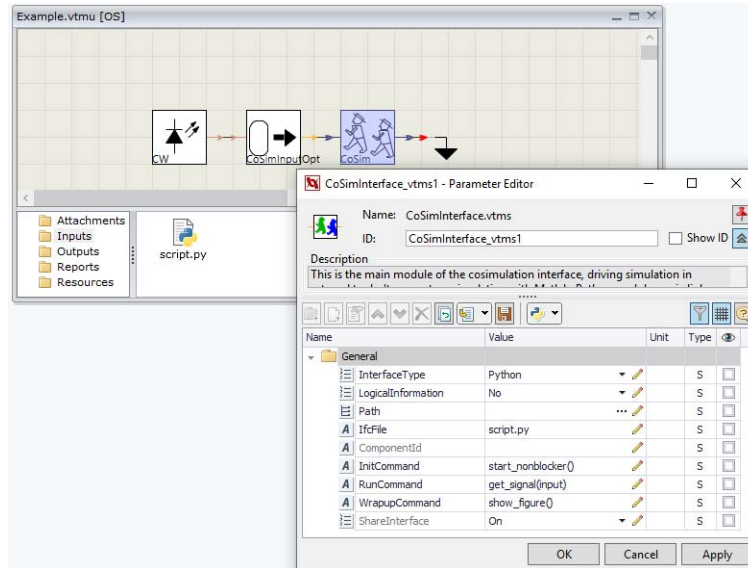 Example.vtmu [OS]
CW
CoSimInputOpt
CoSim
Attachments
Inputs
Outputs
Reports
Resources
script.py
CoSimInterface_vtms1 - Parameter Editor
Name: CoSimInterface.vtms
ID: CoSimInterface_vtms1 Show ID
Description
This is the main module of the cosimulation interface, driving simulation in
Name Value Unit Type
General
InterfaceType Python S
LogicalInformation No S
Path ... S
A IfcFile script.py S
A ComponentId S
A InitCommand start_nonblocker() S
A RunCommand get_signal(input) S
A WrapupCommand show_figure() S
ShareInterface On S
OK Cancel Apply